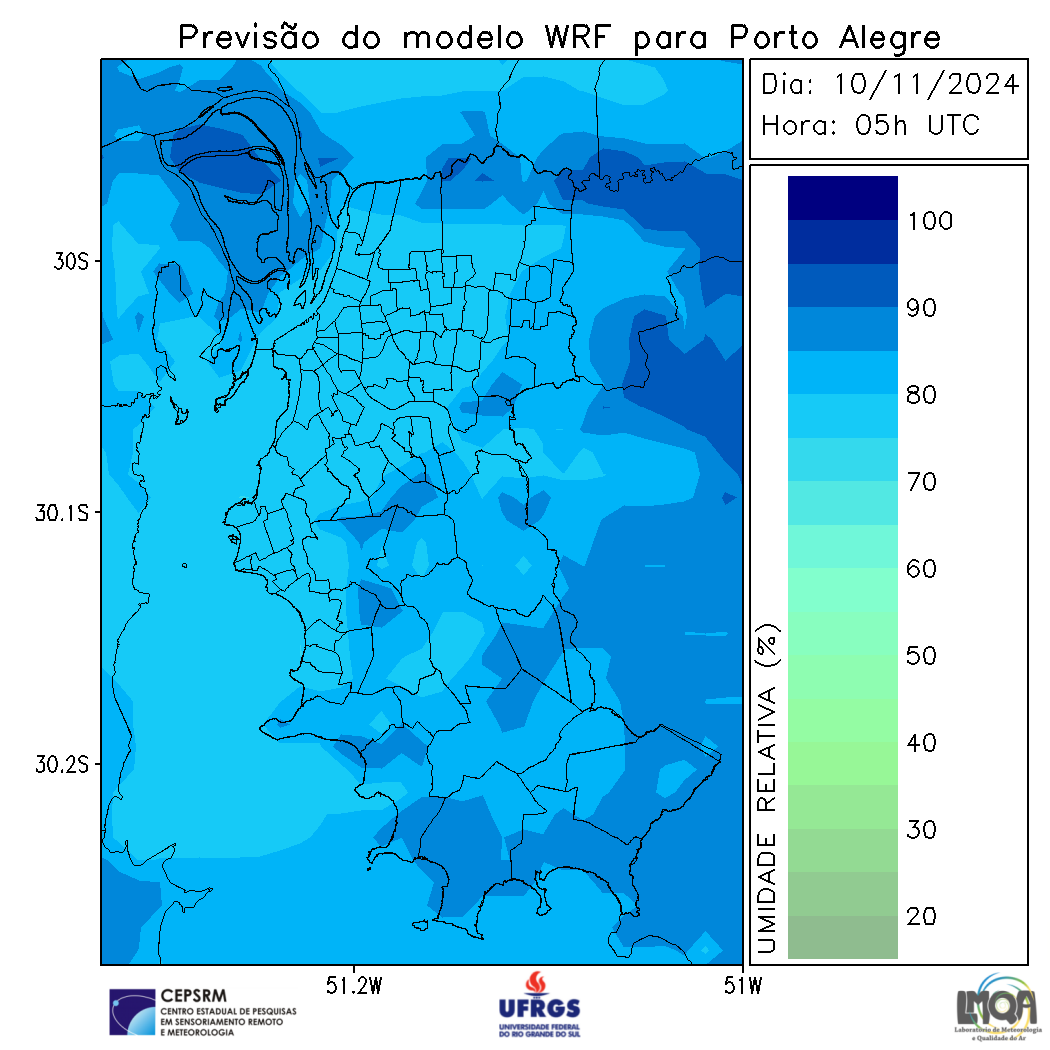 Previsão do modelo WRF para Porto Alegre
Dia: 10/11/2024
Hora: 05h UTC
30S
30.1S
30.2S
51.2W
51W
100
90
80
70
60
50
40
30
20
UMIDADE RELATIVA (%)
CEPSRM
CENTRO ESTADUAL DE PESQUISAS
EM SENSORIAMENTO REMOTO
E METEOROLOGIA
UFRGS
UNIVERSIDADE FEDERAL
DO RIO GRANDE DO SUL
LMQA
Laboratório de Meteorologia
e Qualidade do Ar